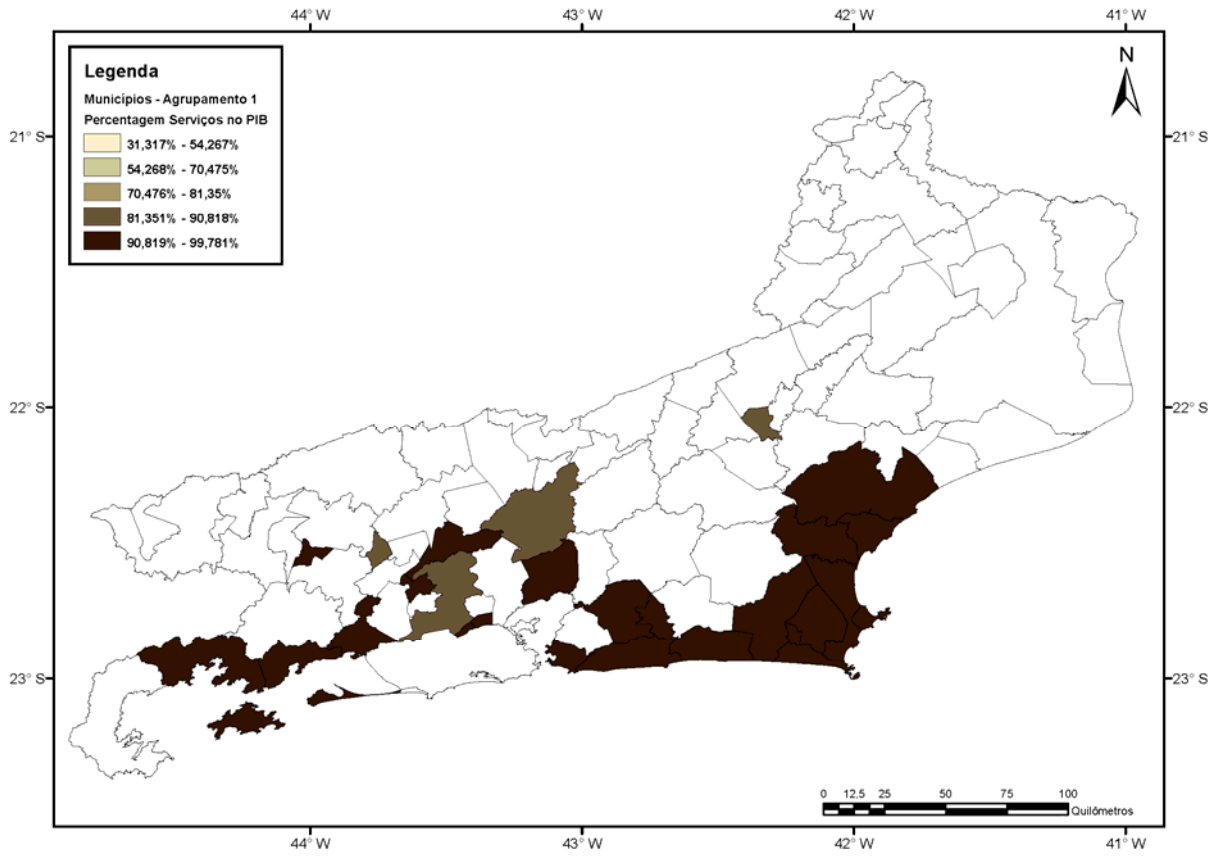 44° W 43° W 42° W 41° W
Legenda
Municípios - Agrupamento 1
Percentagem Serviços no PIB
31,317% - 54,267%
54,268% - 70,475%
70,476% - 81,35%
81,351% - 90,818%
90,819% - 99,781%
N
21° S 21° S
22° S 22° S
23° S 23° S
0 12,5 25 50 75 100
Quilômetros
44° W 43° W 42° W 41° W